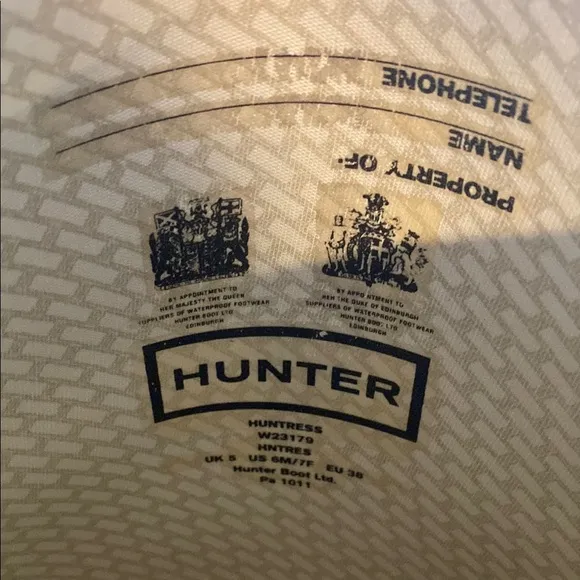 TELEPHONE
NAME
PROPERTY OF:
BY APPOINTMENT TO
HER MAJESTY THE QUEEN
SUPPLIERS OF WATERPROOF FOOTWEAR
HUNTER BOOT LTD
EDINBURGH
BY APPOINTMENT TO
HRH THE DUKE OF EDINBURGH
SUPPLIERS OF WATERPROOF FOOTWEAR
HUNTER BOOT LTD
EDINBURGH
HUNTER
HUNTRESS
W23179
HNTRES
UK 5 US 6M/7F EU 38
Hunter Boot Ltd.
Pa 1011